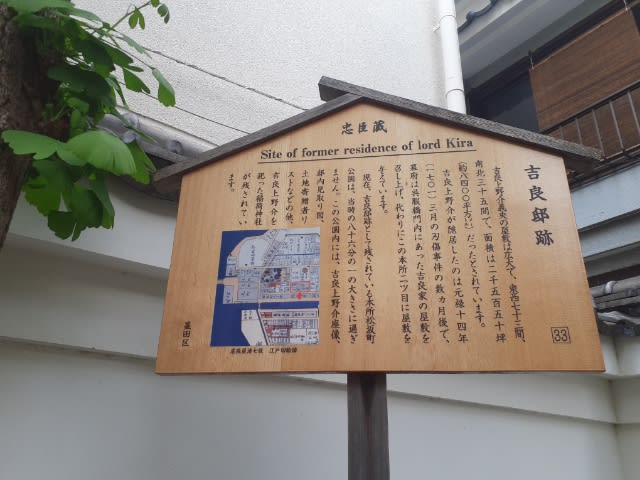 忠臣蔵
Site of former residence of lord Kira
吉良邸跡
33
吉良上野介義央の屋敷は広大で、東西七十三間、
南北三十五間で、面積は二千五百五十坪
(約八四〇〇平方㍍)だったとされています。
吉良上野介が隠居したのは元禄十四年
(一七〇一)三月の刃傷事件の数カ月後で、
幕府は呉服橋門内にあった吉良家の屋敷を
召し上げ、代わりにこの本所二ツ目に屋敷を
与えています。
現在、吉良邸跡として残されている本所松坂町
公園は、当時の八十六分の一の大きさに過ぎ
ません。この公園内には、吉良上野介座像、
邸内見取り図、
土地寄贈者リ
ストなどの他、
吉良上野介を
祀った稲荷神社
が残されていま
す。
墨田区